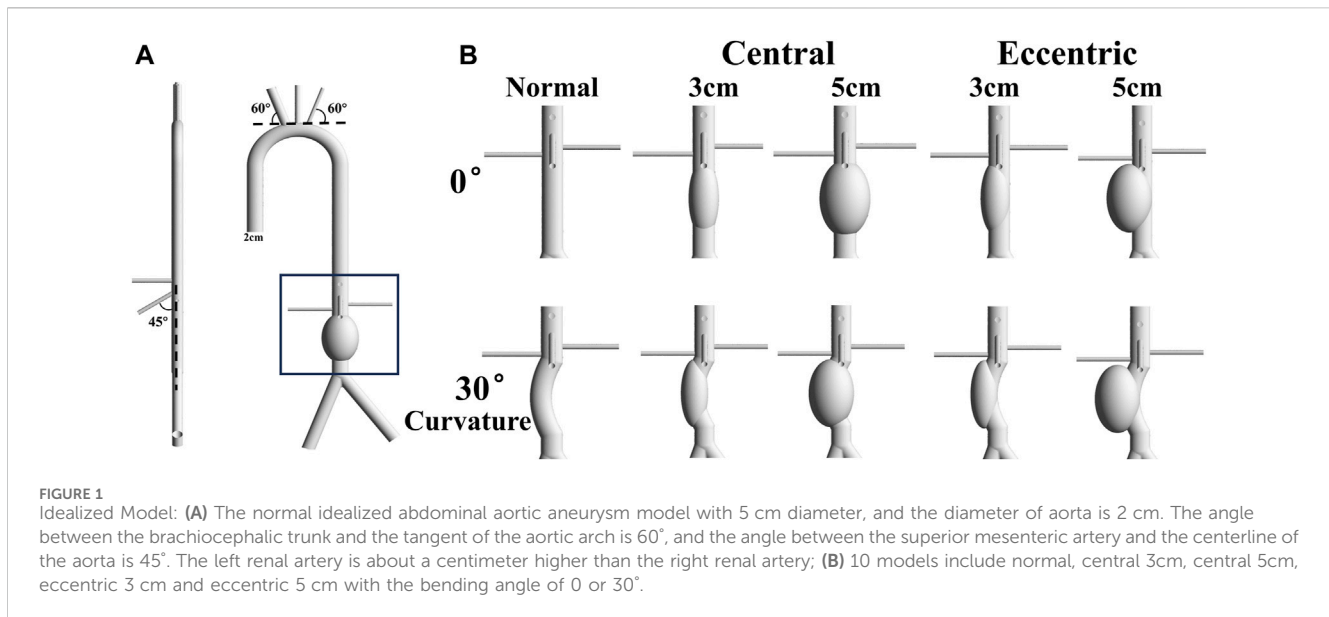 A
60°
60°
2cm
45°
B
Central
Eccentric
Normal
3cm
5cm
3cm
5cm
0°
30°
Curvature
FIGURE 1
Idealized Model: (A) The normal idealized abdominal aortic aneurysm model with 5 cm diameter, and the diameter of aorta is 2 cm. The angle
between the brachiocephalic trunk and the tangent of the aortic arch is 60°, and the angle between the superior mesenteric artery and the centerline of
the aorta is 45°. The left renal artery is about a centimeter higher than the right renal artery; (B) 10 models include normal, central 3cm, central 5cm,
eccentric 3 cm and eccentric 5 cm with the bending angle of 0 or 30°.